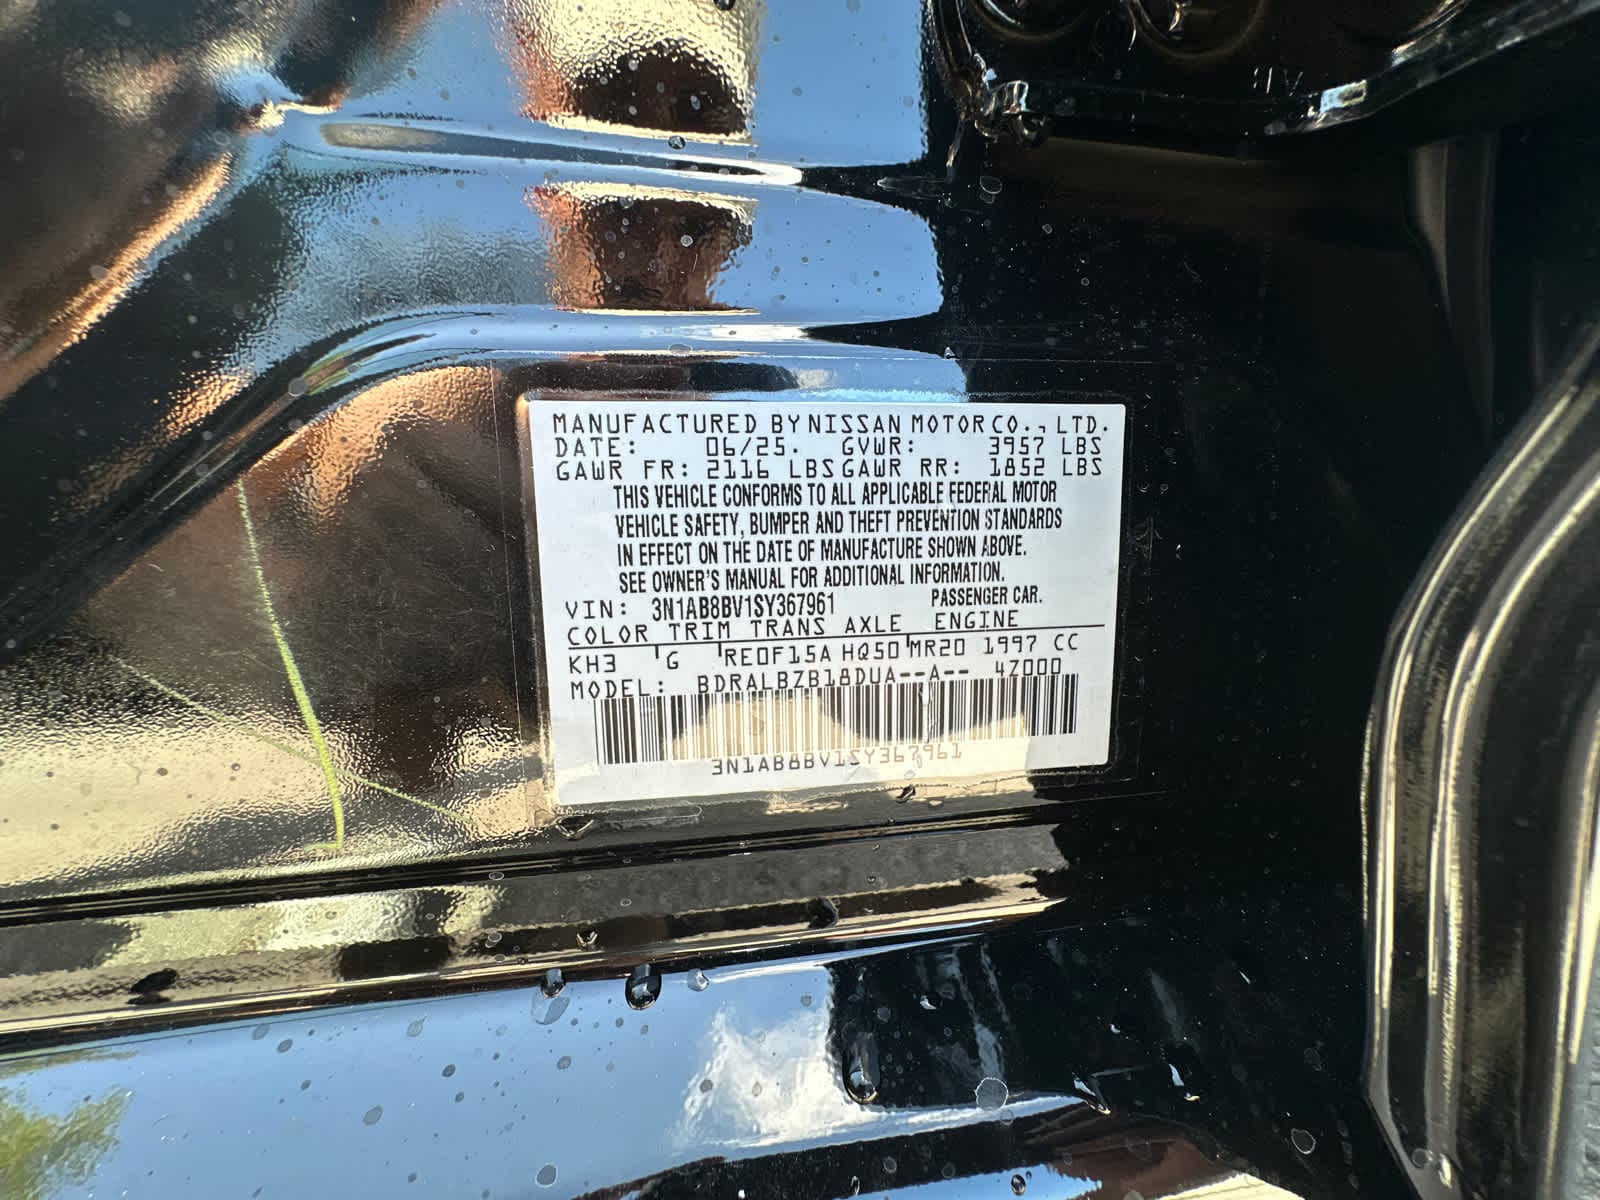 MANUFACTURED BY NISSAN MOTOR CO., LTD.
DATE: 06/25. GVWR: 3957 LBS
GAWR FR: 2116 LBS GAWR RR: 1852 LBS
THIS VEHICLE CONFORMS TO ALL APPLICABLE FEDERAL MOTOR
VEHICLE SAFETY, BUMPER AND THEFT PREVENTION STANDARDS
IN EFFECT ON THE DATE OF MANUFACTURE SHOWN ABOVE.
SEE OWNER'S MANUAL FOR ADDITIONAL INFORMATION.
VIN: 3N1AB8BV1SY367961 PASSENGER CAR.
COLOR TRIM TRANS AXLE ENGINE
KH3 G RE0F15A HQ50 MR20 1997 CC
MODEL: BDRALBZB18DUA--A-- 4Z000
3N1AB8BV1SY367961